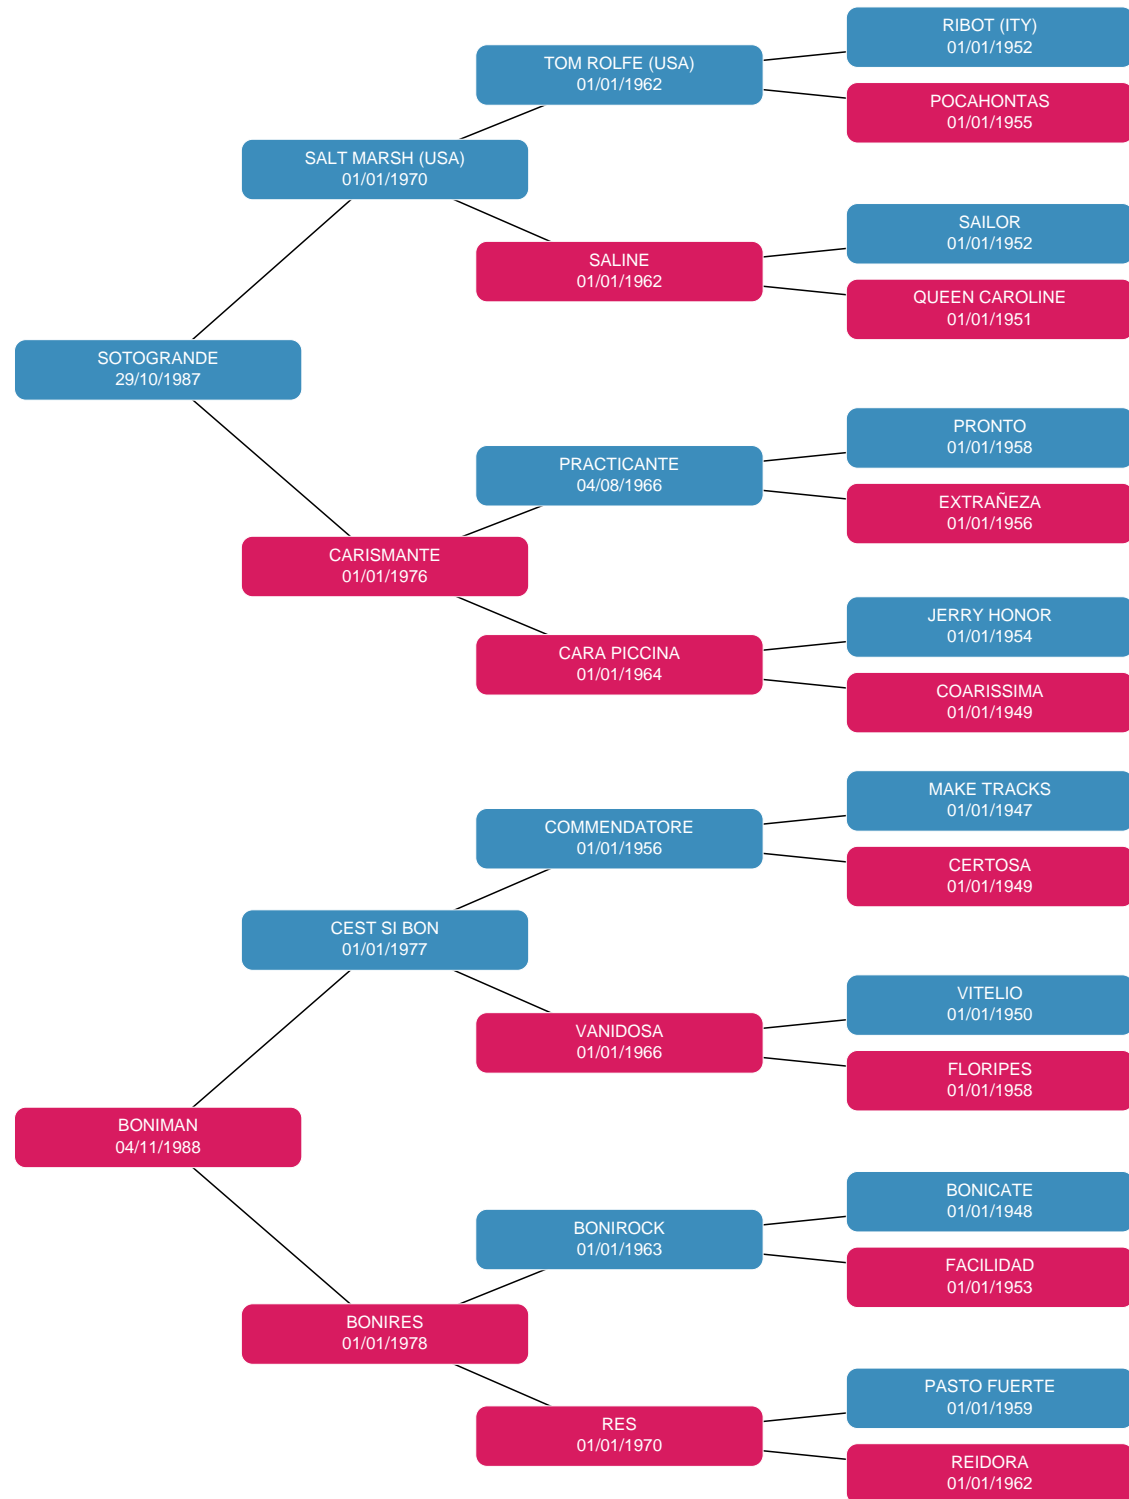 RIBOT (ITY)
01/01/1952
TOM ROLFE (USA)
01/01/1962
POCAHONTAS
01/01/1955
SALT MARSH (USA)
01/01/1970
SAILOR
01/01/1952
SALINE
01/01/1962
QUEEN CAROLINE
01/01/1951
SOTOGRANDE
29/10/1987
PRONTO
01/01/1958
PRACTICANTE
04/08/1966
EXTRAÑEZA
01/01/1956
CARISMANTE
01/01/1976
JERRY HONOR
01/01/1954
CARA PICCINA
01/01/1964
COARISSIMA
01/01/1949
MAKE TRACKS
01/01/1947
COMMENDATORE
01/01/1956
CERTOSA
01/01/1949
CEST SI BON
01/01/1977
VITELIO
01/01/1950
VANIDOSA
01/01/1966
FLORIPES
01/01/1958
BONIMAN
04/11/1988
BONICATE
01/01/1948
BONIROCK
01/01/1963
FACILIDAD
01/01/1953
BONIRES
01/01/1978
PASTO FUERTE
01/01/1959
RES
01/01/1970
REIDORA
01/01/1962